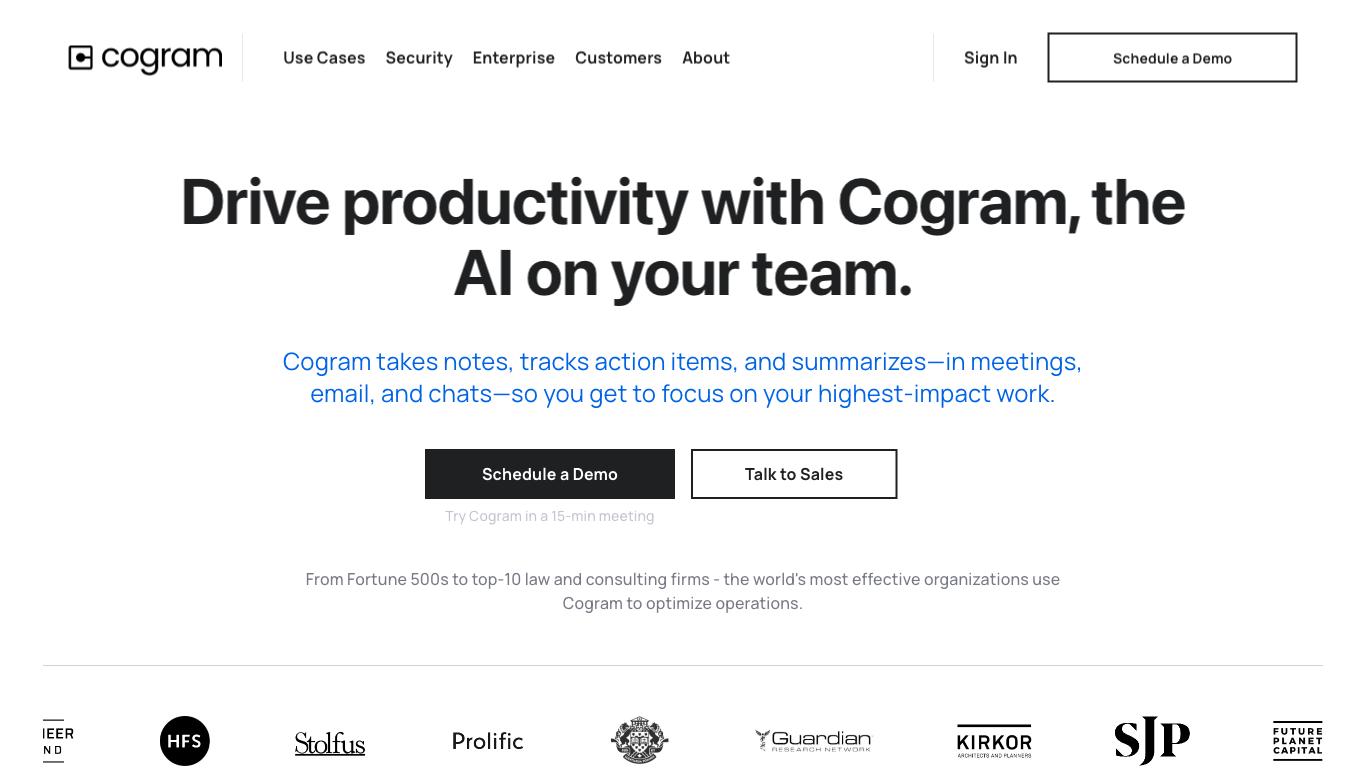 cogram
Use Cases
Security
Enterprise
Customers
About
Sign In
Schedule a Demo
Drive productivity with Cogram, the
AI on your team.
Cogram takes notes, tracks action items, and summarizes—in meetings,
email, and chats—so you get to focus on your highest-impact work.
Schedule a Demo
Talk to Sales
Try Cogram in a 15-min meeting
From Fortune 500s to top-10 law and consulting firms - the world's most effective organizations use
Cogram to optimize operations.
HFS
Stolfus
Prolific
Guardian
RESEARCH NETWORK
KIRKOR
ARCHITECTS AND PLANNERS
SJP
FUTURE
PLANET
CAPITAL